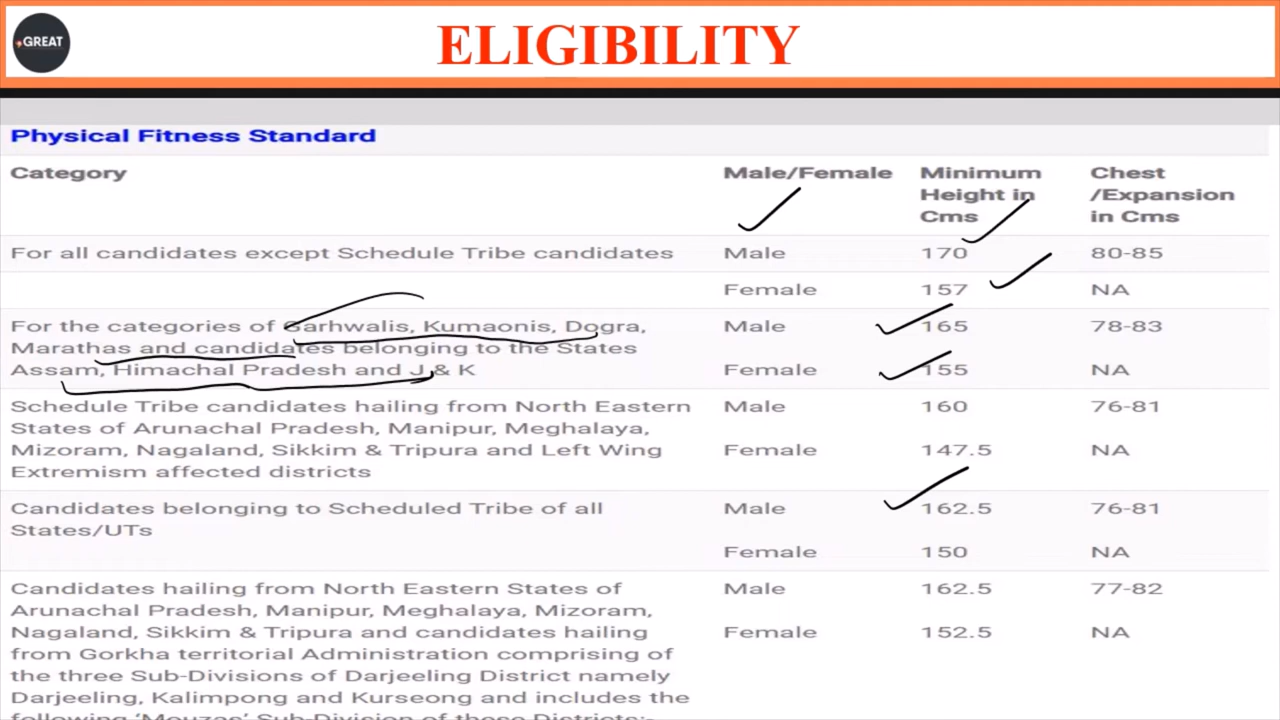 GREAT
ELIGIBILITY
Physical Fitness Standard
Category Male/Female Minimum Height in Cms Chest /Expansion in Cms
For all candidates except Schedule Tribe candidates Male 170 80-85
Female 157 NA
For the categories of Garhwalis, Kumaonis, Dogra, Male 165 78-83
Marathas and candidates belonging to the States
Assam, Himachal Pradesh and J & K Female 155 NA
Schedule Tribe candidates hailing from North Eastern Male 160 76-81
States of Arunachal Pradesh, Manipur, Meghalaya,
Mizoram, Nagaland, Sikkim & Tripura and Left Wing Female 147.5 NA
Extremism affected districts
Candidates belonging to Scheduled Tribe of all Male 162.5 76-81
States/UTs
Female 150 NA
Candidates hailing from North Eastern States of Male 162.5 77-82
Arunachal Pradesh, Manipur, Meghalaya, Mizoram,
Nagaland, Sikkim & Tripura and candidates hailing Female 152.5 NA
from Gorkha territorial Administration comprising of
the three Sub-Divisions of Darjeeling District namely
Darjeeling, Kalimpong and Kurseong and includes the
following 'Mouzas' Sub-Division of these Districts:-